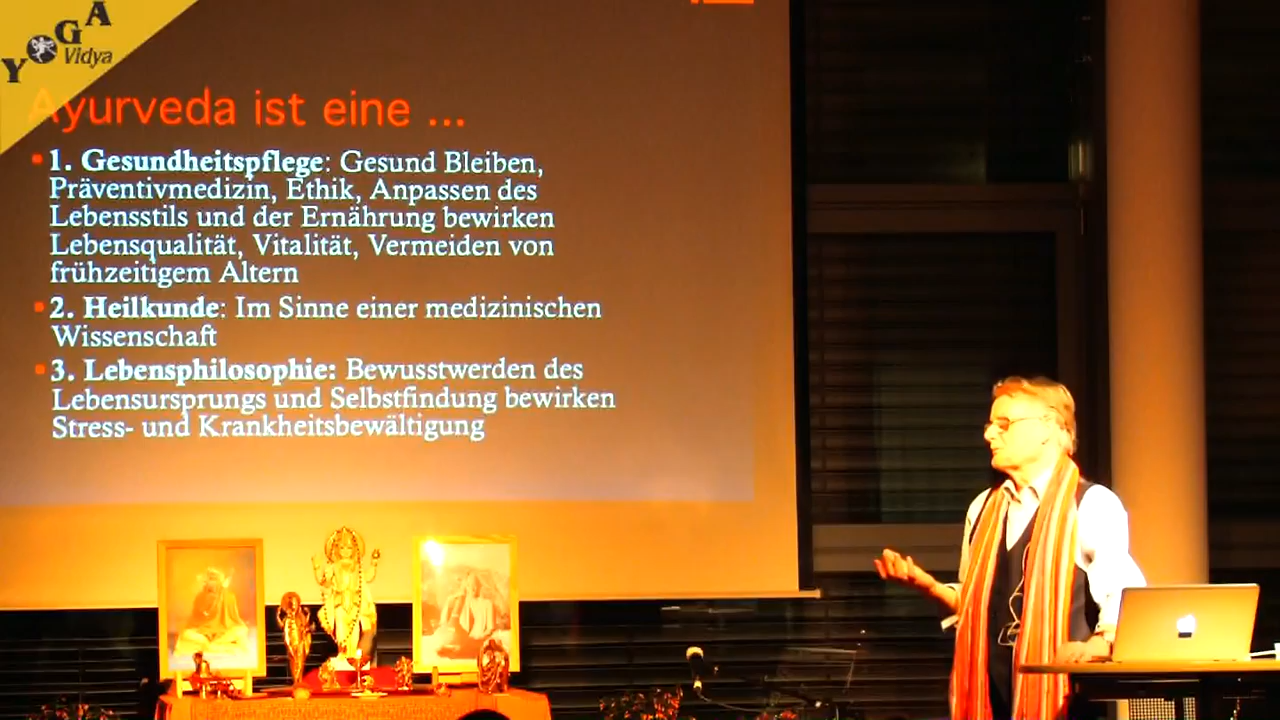 YOGA
Vidya
Ayurveda ist eine ...
1. Gesundheitspflege: Gesund Bleiben,
Präventivmedizin, Ethik, Anpassen des
Lebensstils und der Ernährung bewirken
Lebensqualität, Vitalität, Vermeiden von
frühzeitigem Altern
2. Heilkunde: Im Sinne einer medizinischen
Wissenschaft
3. Lebensphilosophie: Bewusstwerden des
Lebensursprungs und Selbstfindung bewirken
Stress- und Krankheitsbewältigung